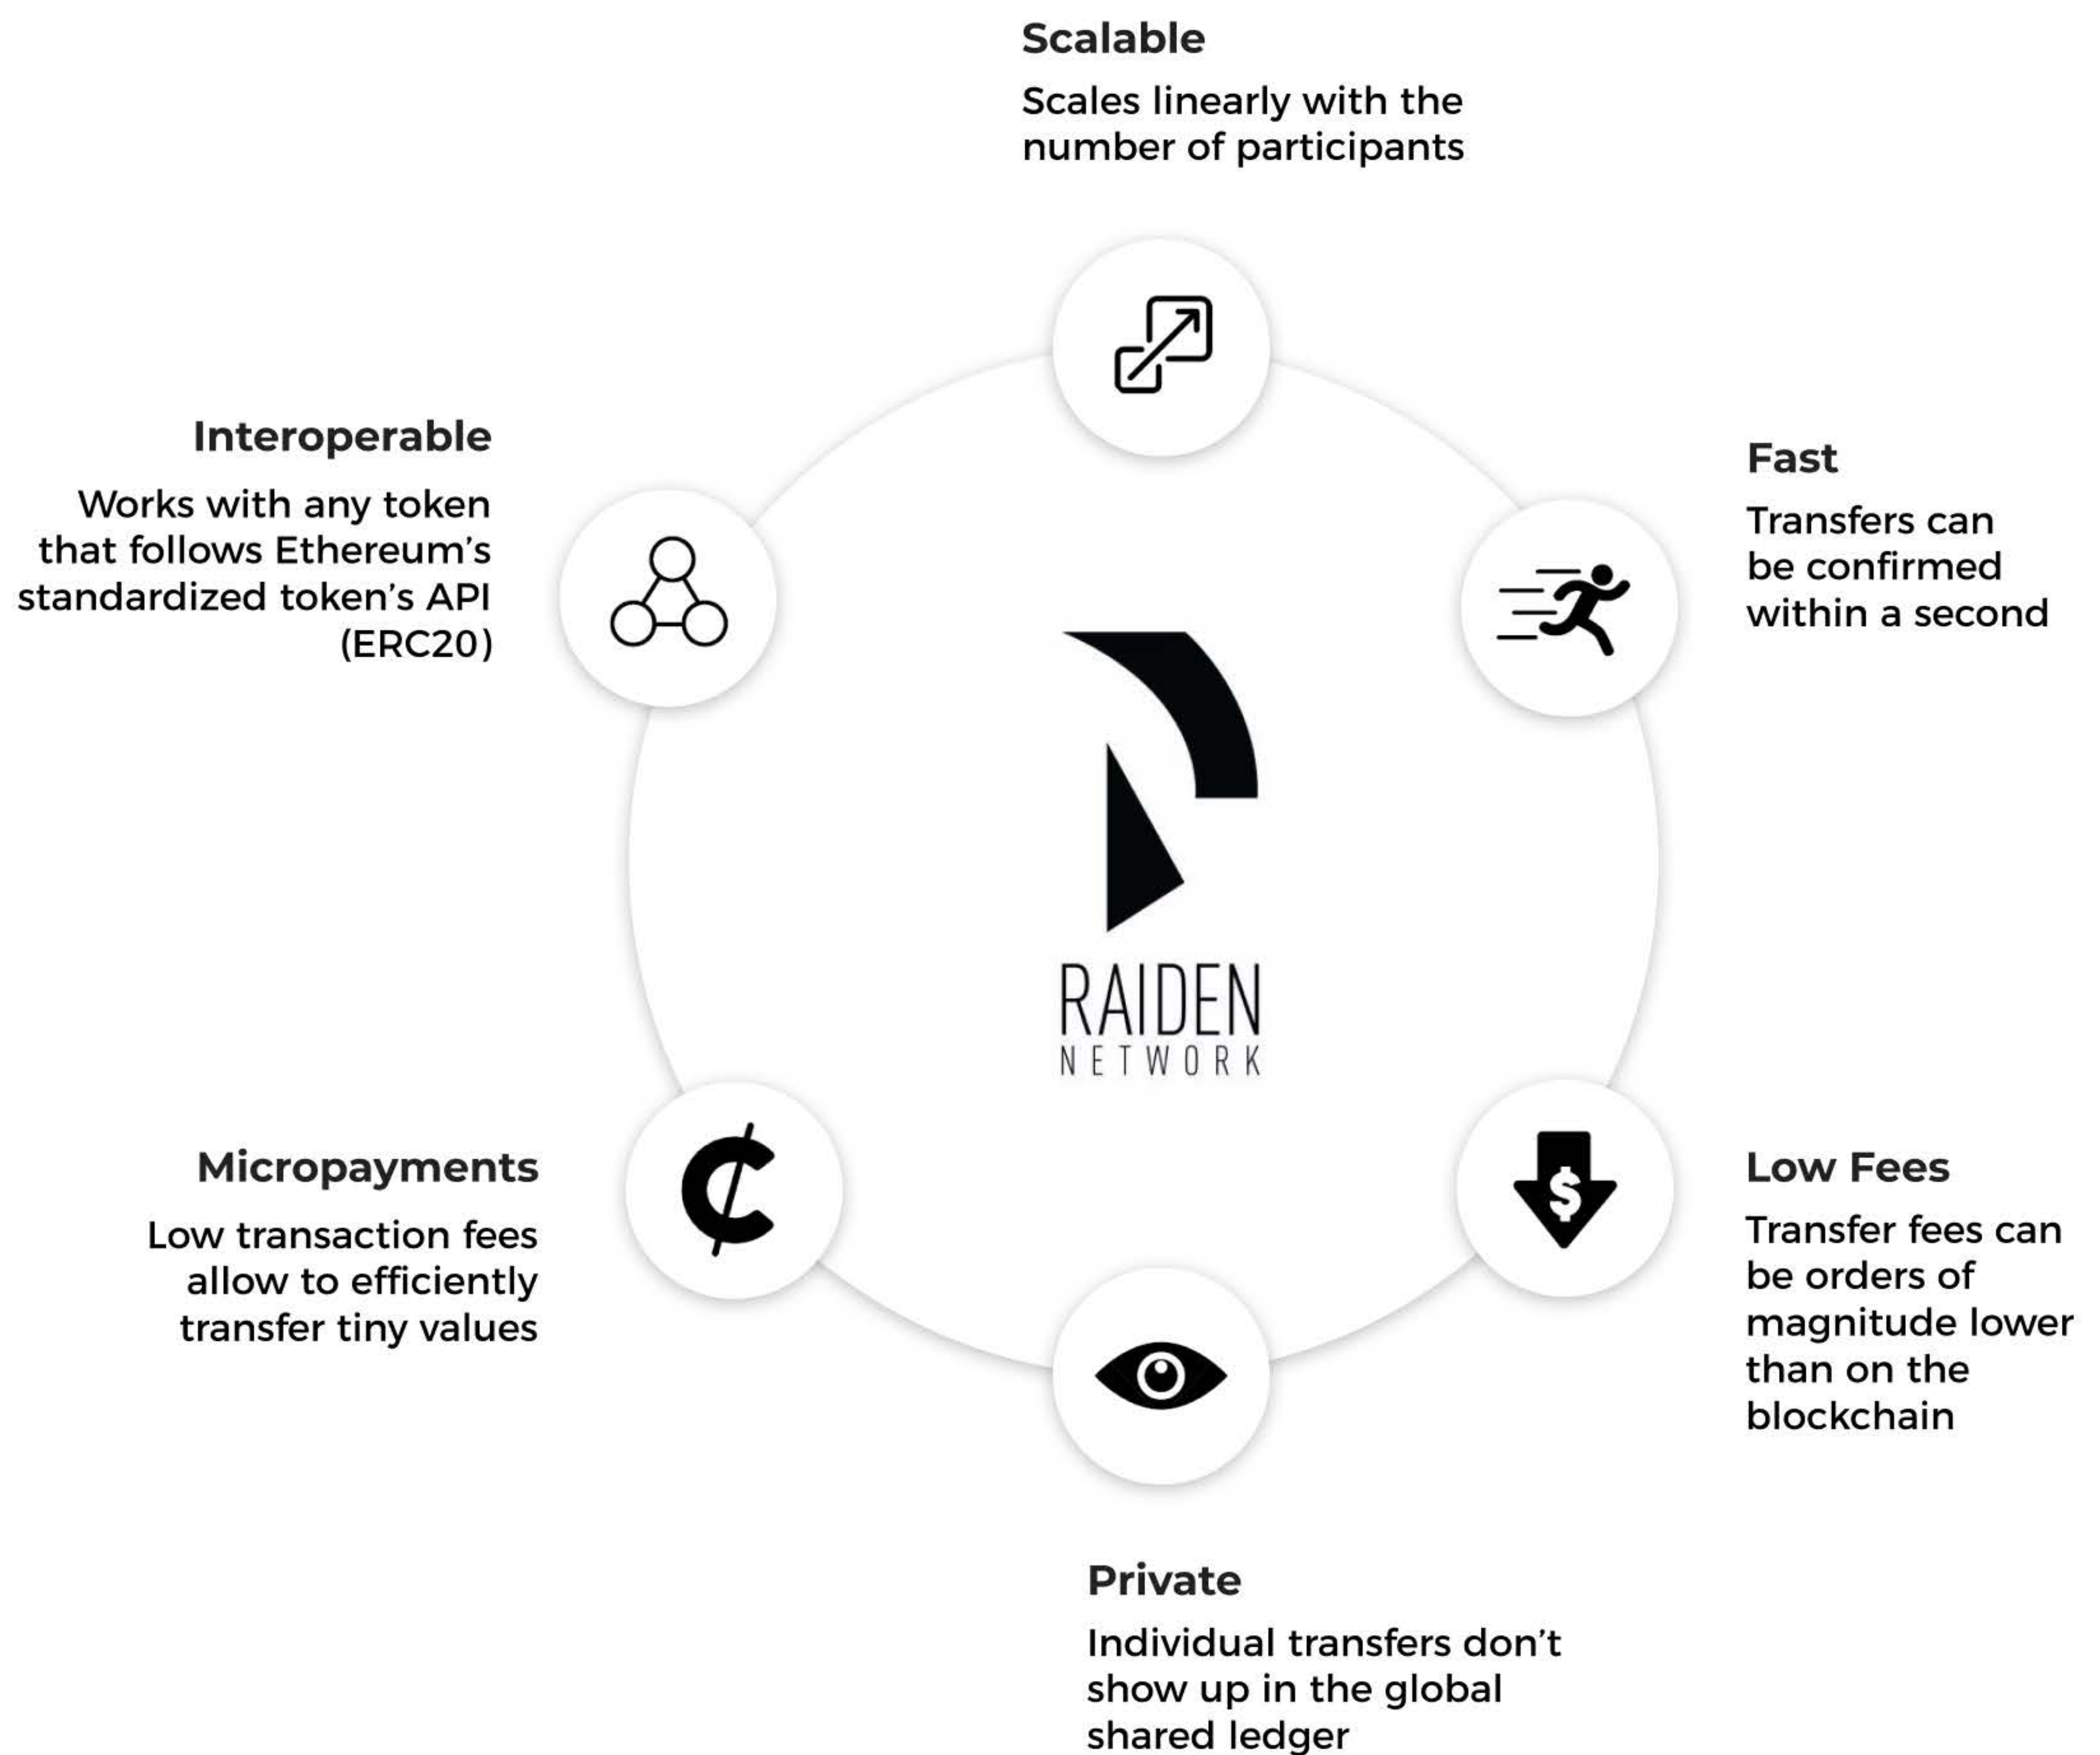 Scalable
Scales linearly with the
number of participants
Interoperable
Works with any token
that follows Ethereum’s
standardized token’s API
(ERC20)
Fast
Transfers can
be confirmed
within a second
RAIDEN
NETWORK
Micropayments
Low transaction fees
allow to efficiently
transfer tiny values
Low Fees
Transfer fees can
be orders of
magnitude lower
than on the
blockchain
Private
Individual transfers don’t
show up in the global
shared ledger